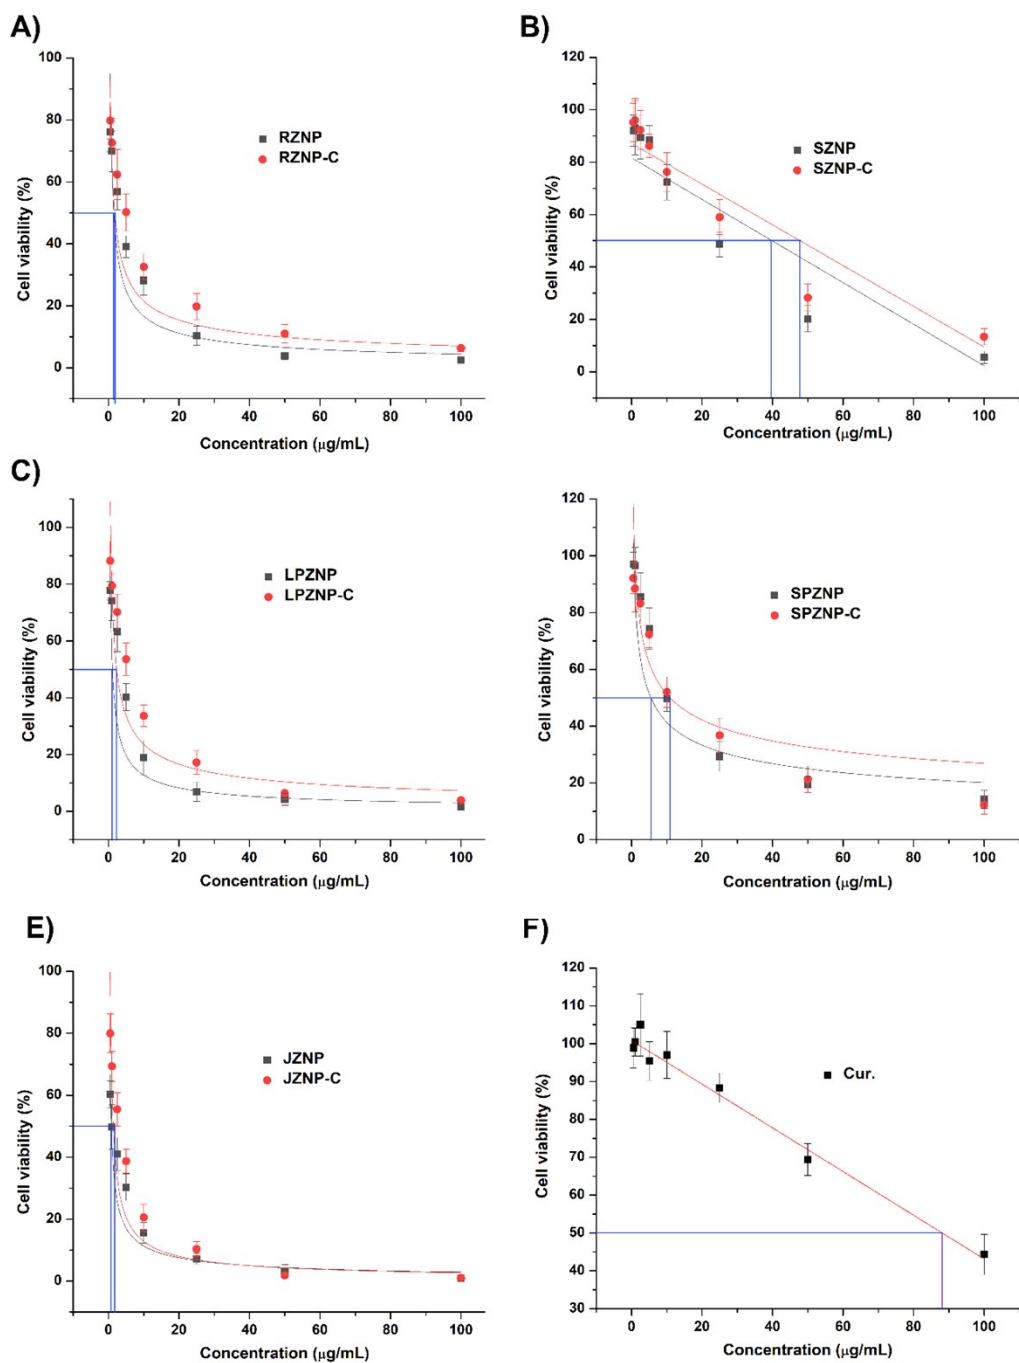 A)
100
80
60
40
20
0
Cell viability (%)
RZNP
RZNP-C
0 20 40 60 80 100
Concentration (µg/mL)
B)
120
100
80
60
40
20
0
Cell viability (%)
SZNP
SZNP-C
0 20 40 60 80 100
Concentration (µg/mL)
C)
100
80
60
40
20
0
Cell viability (%)
LPZNP
LPZNP-C
0 20 40 60 80 100
Concentration (µg/mL)
120
100
80
60
40
20
0
Cell viability (%)
SPZNP
SPZNP-C
0 20 40 60 80 100
Concentration (µg/mL)
E)
100
80
60
40
20
0
Cell viability (%)
JZNP
JZNP-C
0 20 40 60 80 100
Concentration (µg/mL)
F)
120
110
100
90
80
70
60
50
40
30
Cell viability (%)
Cur.
0 20 40 60 80 100
Concentration (µg/mL)